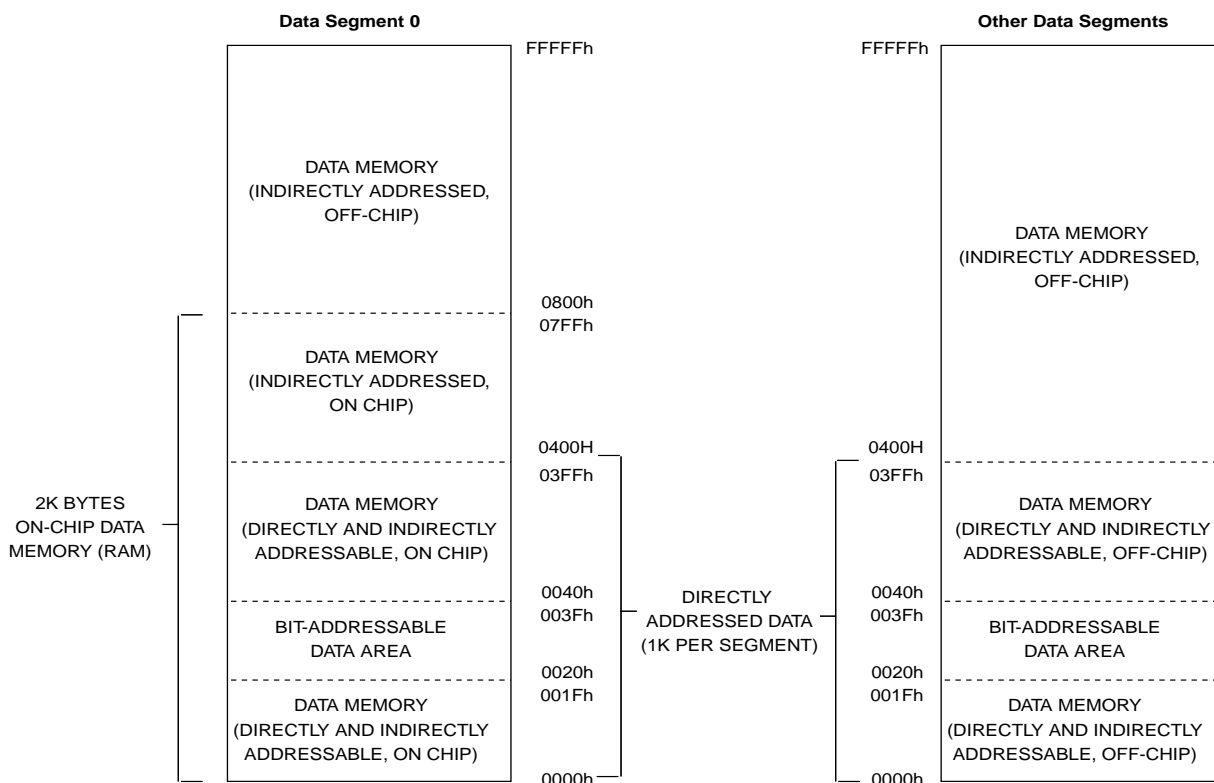 Data Segment 0
FFFFFh
DATA MEMORY
(INDIRECTLY ADDRESSED,
OFF-CHIP)
0800h
07FFh
DATA MEMORY
(INDIRECTLY ADDRESSED,
ON CHIP)
0400H
03FFh
2K BYTES
ON-CHIP DATA
MEMORY (RAM)
DATA MEMORY
(DIRECTLY AND INDIRECTLY
ADDRESSABLE, ON CHIP)
0040h
003Fh
BIT-ADDRESSABLE
DATA AREA
0020h
001Fh
DATA MEMORY
(DIRECTLY AND INDIRECTLY
ADDRESSABLE, ON CHIP)
0000h
DIRECTLY
ADDRESSED DATA
(1K PER SEGMENT)
Other Data Segments
FFFFFh
DATA MEMORY
(INDIRECTLY ADDRESSED,
OFF-CHIP)
0400H
03FFh
DATA MEMORY
(DIRECTLY AND INDIRECTLY
ADDRESSABLE, OFF-CHIP)
0040h
003Fh
BIT-ADDRESSABLE
DATA AREA
0020h
001Fh
DATA MEMORY
(DIRECTLY AND INDIRECTLY
ADDRESSABLE, OFF-CHIP)
0000h